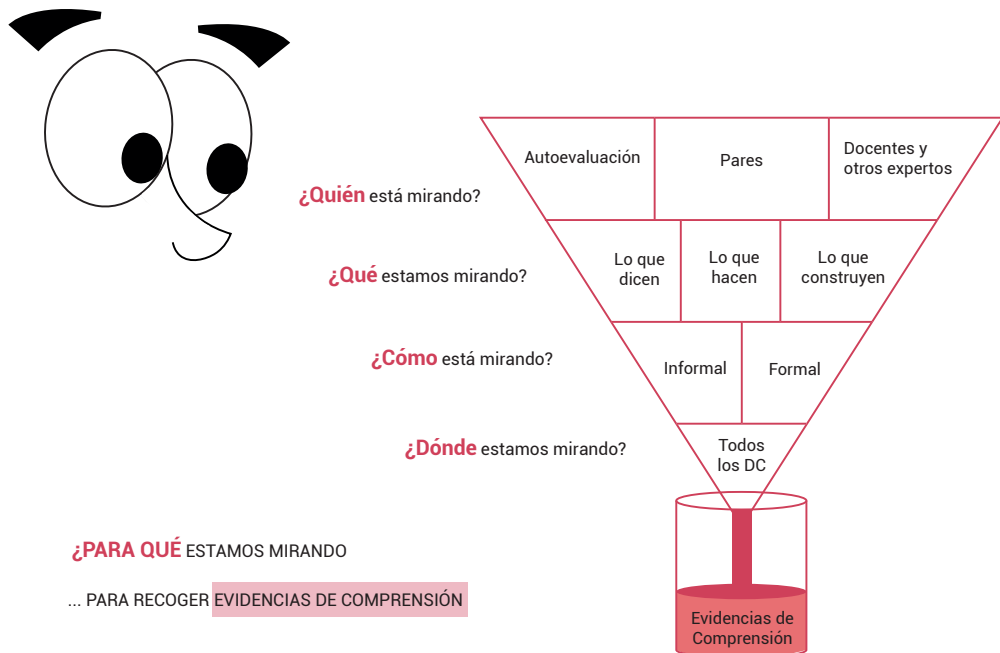 ¿Quién está mirando?
Autoevaluación
Pares
Docentes y
otros expertos
¿Qué estamos mirando?
Lo que
dicen
Lo que
hacen
Lo que
construyen
¿Cómo está mirando?
Informal
Formal
¿Dónde estamos mirando?
Todos
los DC
¿PARA QUÉ ESTAMOS MIRANDO
... PARA RECOGER EVIDENCIAS DE COMPRENSIÓN
Evidencias de
Comprensión